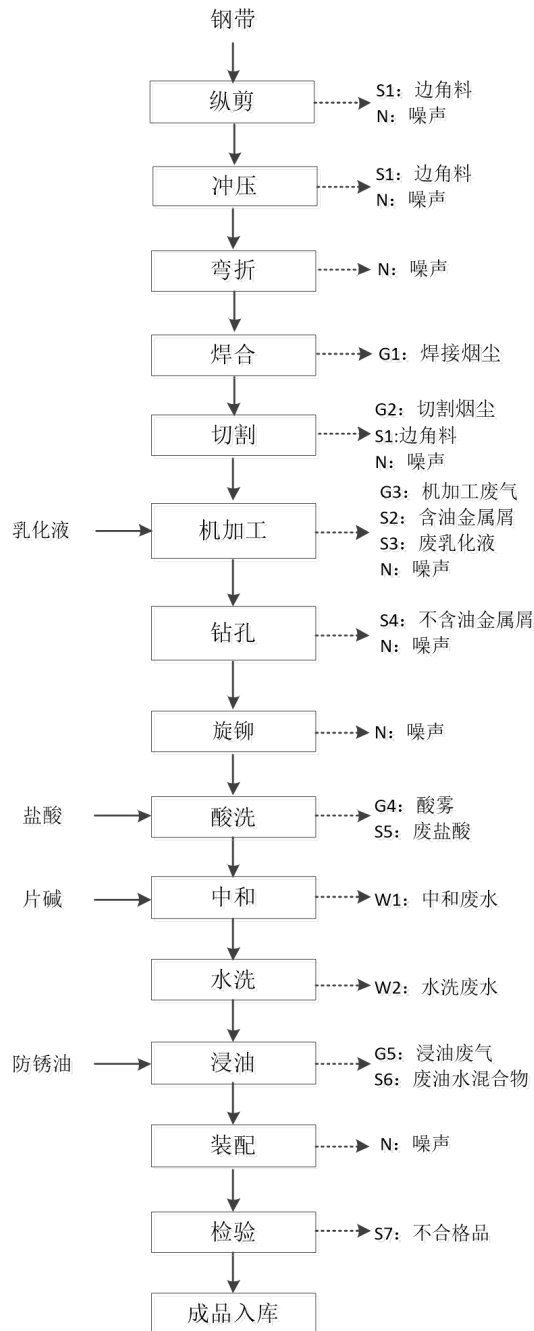 钢带
纵剪
S1：边角料
N：噪声
冲压
S1：边角料
N：噪声
弯折
N：噪声
焊合
G1：焊接烟尘
切割
G2：切割烟尘
S1:边角料
N：噪声
乳化液
机加工
G3：机加工废气
S2：含油金属屑
S3：废乳化液
N：噪声
钻孔
S4：不含油金属屑
N：噪声
旋铆
N：噪声
盐酸
酸洗
G4：酸雾
S5：废盐酸
片碱
中和
W1：中和废水
水洗
W2：水洗废水
防锈油
浸油
G5：浸油废气
S6：废油水混合物
装配
N：噪声
检验
S7：不合格品
成品入库